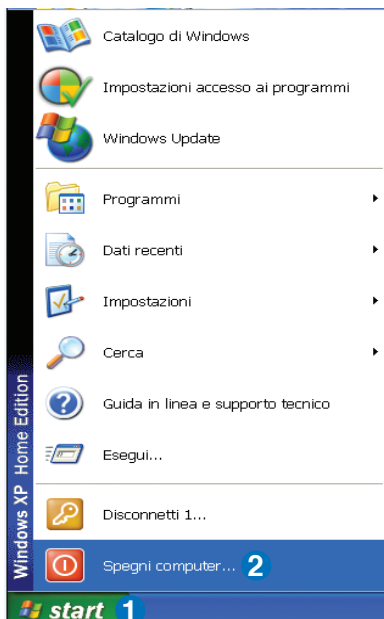 Catalogo di Windows
Impostazioni accesso ai programmi
Windows Update
Programmi
Dati recenti
Impostazioni
Cerca
Guida in linea e supporto tecnico
Esegui...
Disconnetti 1...
Spegni computer... 2
Windows XP Home Edition
start 1